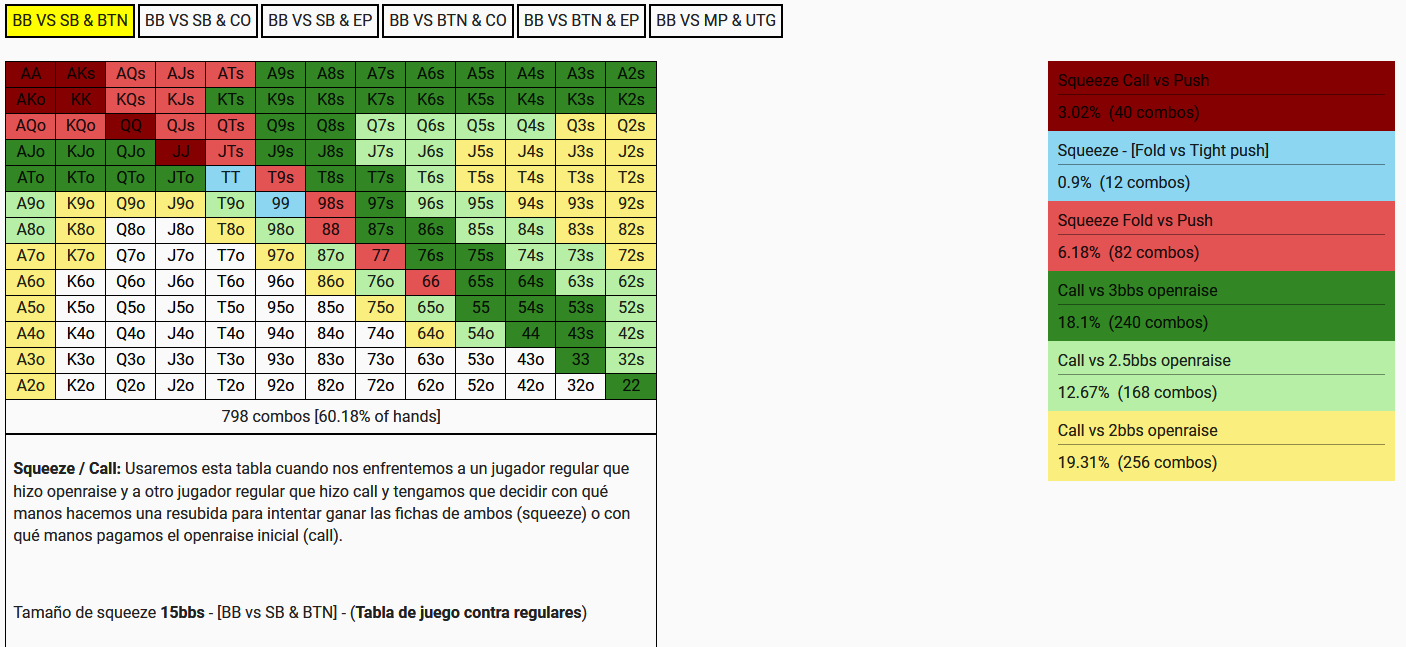 BB VS SB & BTN BB VS SB & CO BB VS SB & EP BB VS BTN & CO BB VS BTN & EP BB VS MP & UTG
AA AKs AQs AJs ATs A9s A8s A7s A6s A5s A4s A3s A2s
AKo KK KQs KJs KTs K9s K8s K7s K6s K5s K4s K3s K2s
AQo KQo QQ QJs QTs Q9s Q8s Q7s Q6s Q5s Q4s Q3s Q2s
AJo KJo QJo JJ JTs J9s J8s J7s J6s J5s J4s J3s J2s
ATo KTo QTo JTo TT T9s T8s T7s T6s T5s T4s T3s T2s
A9o K9o Q9o J9o T9o 99 98s 97s 96s 95s 94s 93s 92s
A8o K8o Q8o J8o T8o 98o 88 87s 86s 85s 84s 83s 82s
A7o K7o Q7o J7o T7o 97o 87o 77 76s 75s 74s 73s 72s
A6o K6o Q6o J6o T6o 96o 86o 76o 66 65s 64s 63s 62s
A5o K5o Q5o J5o T5o 95o 85o 75o 65o 55 54s 53s 52s
A4o K4o Q4o J4o T4o 94o 84o 74o 64o 54o 44 43s 42s
A3o K3o Q3o J3o T3o 93o 83o 73o 63o 53o 43o 33 32s
A2o K2o Q2o J2o T2o 92o 82o 72o 62o 52o 42o 32o 22
798 combos [60.18% of hands]
Squeeze / Call: Usaremos esta tabla cuando nos enfrentemos a un jugador regular que
hizo openraise y a otro jugador regular que hizo call y tengamos que decidir con qué
manos hacemos una resubida para intentar ganar las fichas de ambos (squeeze) o con
qué manos pagamos el openraise inicial (call).
Tamaño de squeeze 15bbs - [BB vs SB & BTN] - (Tabla de juego contra regulares)
Squeeze Call vs Push
3.02% (40 combos)
Squeeze - [Fold vs Tight push]
0.9% (12 combos)
Squeeze Fold vs Push
6.18% (82 combos)
Call vs 3bbs openraise
18.1% (240 combos)
Call vs 2.5bbs openraise
12.67% (168 combos)
Call vs 2bbs openraise
19.31% (256 combos)